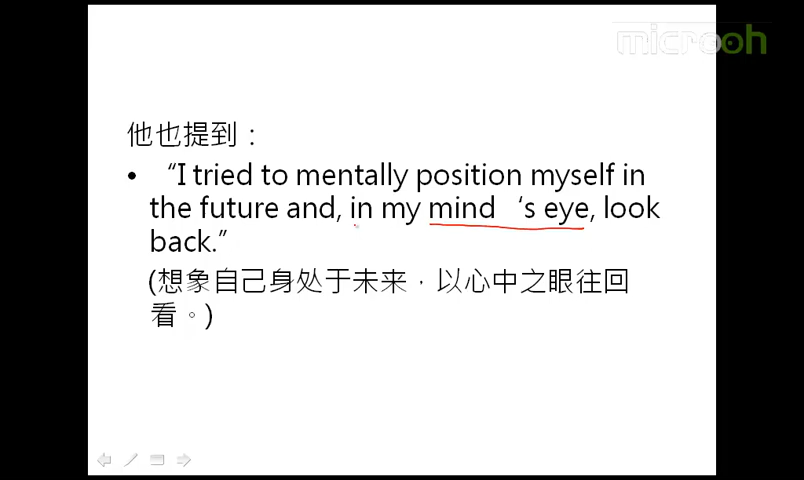 microoh
他也提到：
• “I tried to mentally position myself in
the future and, in my mind ‘s eye, look
back.”
(想象自己身处于未来，以心中之眼往回
看。)